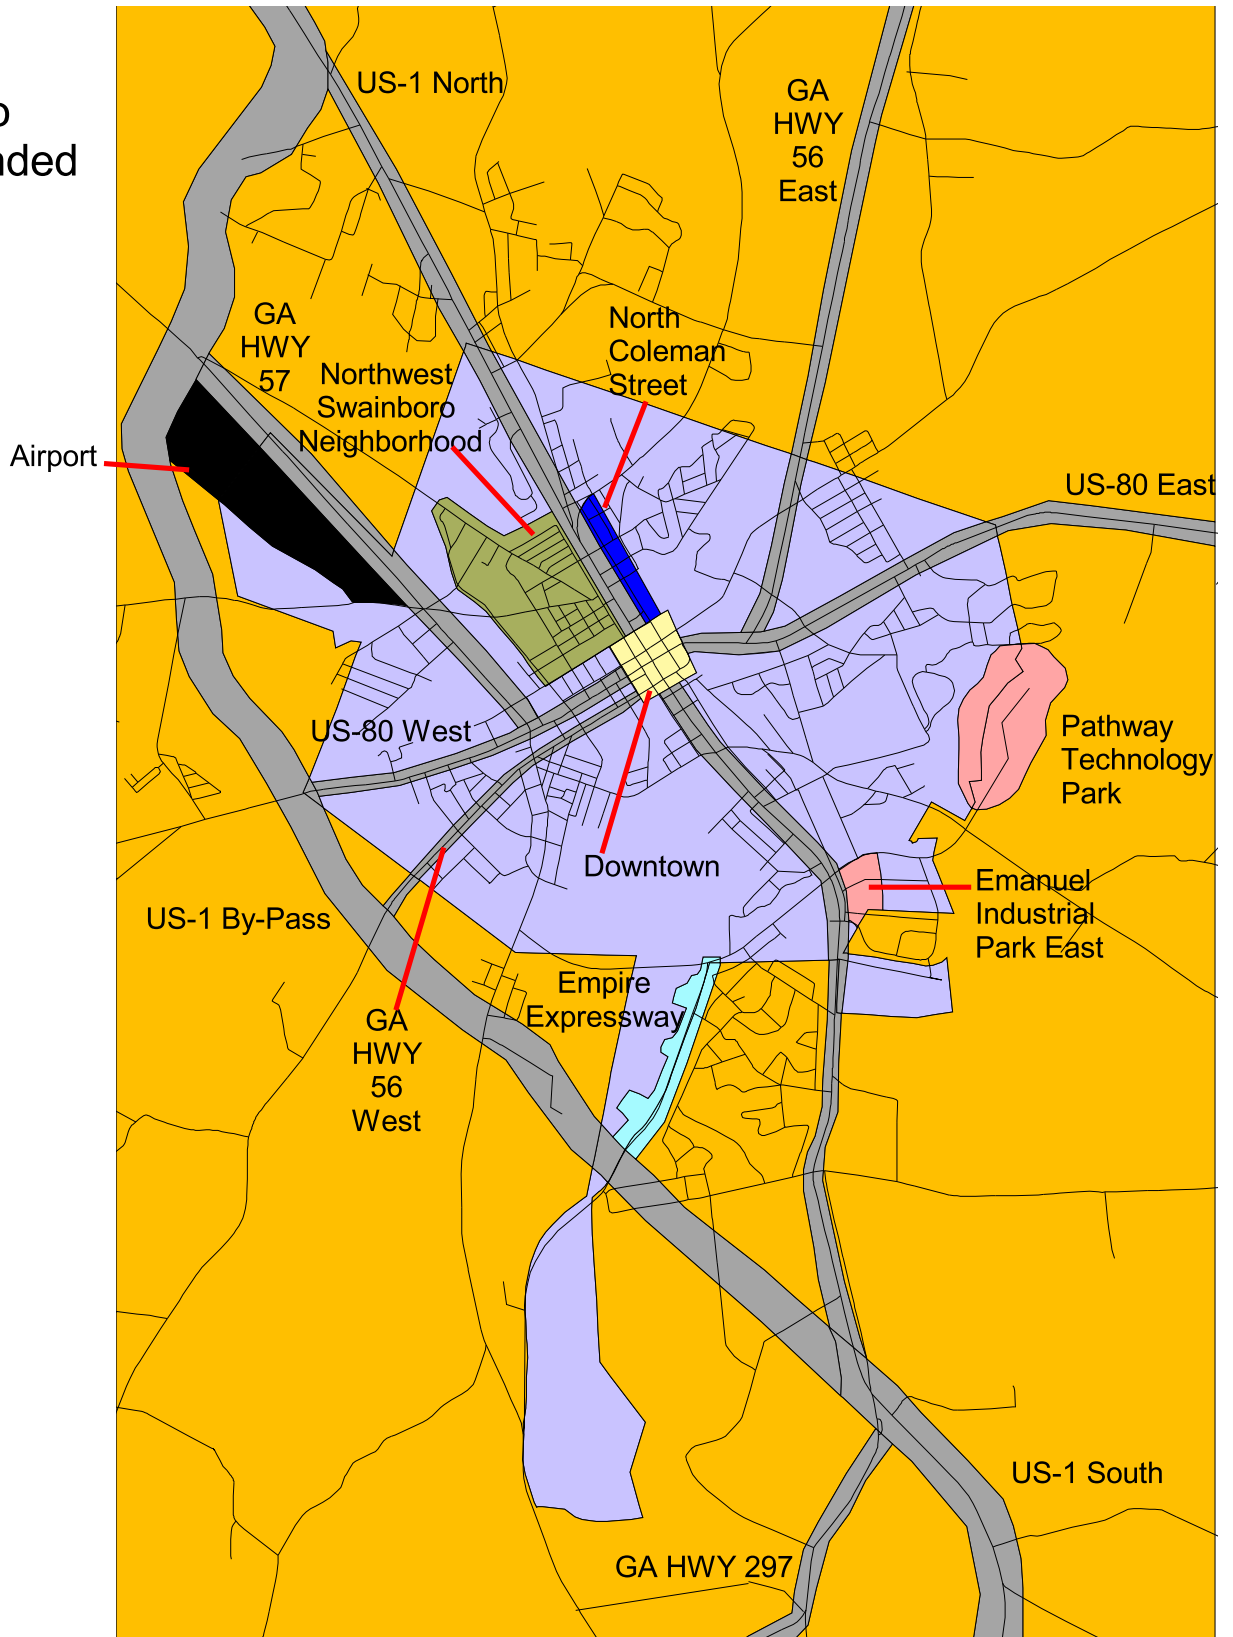 o
nded
US-1 North
GA
HWY
56
East
GA
HWY
57
North
Coleman
Street
Northwest
Swainboro
Neighborhood
Airport
US-80 East
US-80 West
Pathway
Technology
Park
Downtown
Emanuel
Industrial
Park East
US-1 By-Pass
Empire
Expressway
GA
HWY
56
West
US-1 South
GA HWY 297